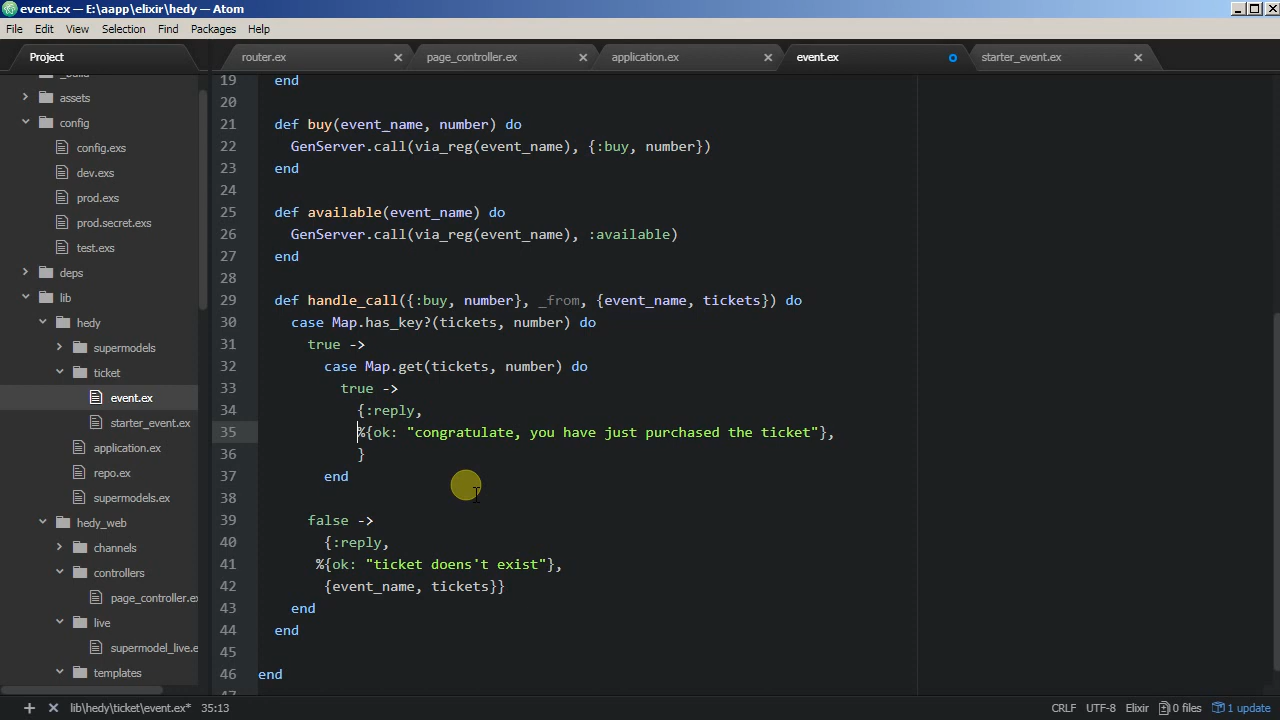 event.ex — E:\aapp\elixir\hedy — Atom
File Edit View Selection Find Packages Help
Project
router.ex
page_controller.ex
application.ex
event.ex
starter_event.ex
_build
assets
config
config.exs
dev.exs
prod.exs
prod.secret.exs
test.exs
deps
lib
hedy
supermodels
ticket
event.ex
starter_event.ex
application.ex
repo.ex
supermodels.ex
hedy_web
channels
controllers
page_controller.ex
live
supermodel_live.e
templates
19 end
20
21 def buy(event_name, number) do
22 GenServer.call(via_reg(event_name), {:buy, number})
23 end
24
25 def available(event_name) do
26 GenServer.call(via_reg(event_name), :available)
27 end
28
29 def handle_call({:buy, number}, _from, {event_name, tickets}) do
30 case Map.has_key?(tickets, number) do
31 true ->
32 case Map.get(tickets, number) do
33 true ->
34 {:reply,
35 %{ok: "congratulate, you have just purchased the ticket"},
36 }
37 end
38
39 false ->
40 {:reply,
41 %{ok: "ticket doens't exist"},
42 {event_name, tickets}}
43 end
44 end
45
46 end
47
lib\hedy\ticket\event.ex* 35:13
CRLF UTF-8 Elixir 0 files 1 update